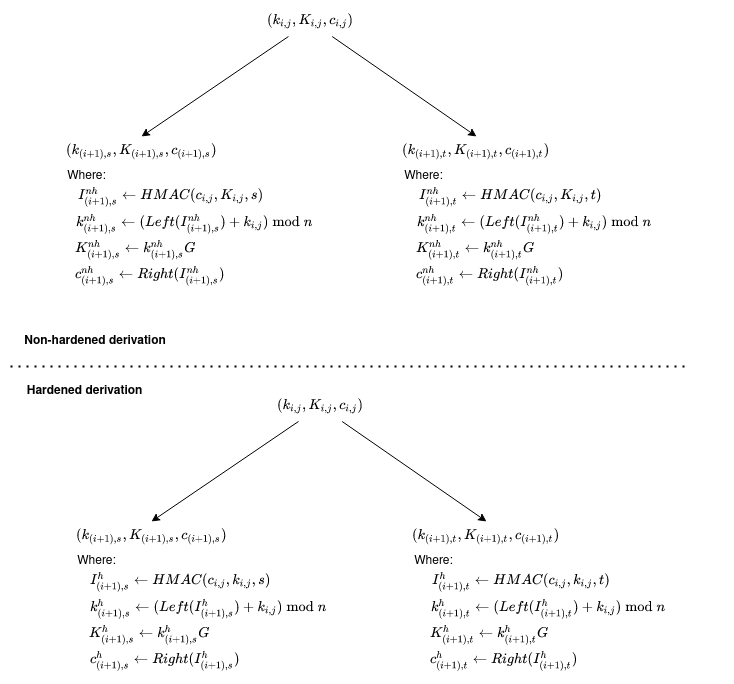 $(k_{i,j}, K_{i,j}, c_{i,j})$
$(k_{(i+1),s}, K_{(i+1),s}, c_{(i+1),s})$ $(k_{(i+1),t}, K_{(i+1),t}, c_{(i+1),t})$
Where: Where:
$I^{nh}_{(i+1),s} \leftarrow HMAC(c_{i,j}, K_{i,j}, s)$ $I^{nh}_{(i+1),t} \leftarrow HMAC(c_{i,j}, K_{i,j}, t)$
$k^{nh}_{(i+1),s} \leftarrow (Left(I^{nh}_{(i+1),s}) + k_{i,j}) \bmod n$ $k^{nh}_{(i+1),t} \leftarrow (Left(I^{nh}_{(i+1),t}) + k_{i,j}) \bmod n$
$K^{nh}_{(i+1),s} \leftarrow k^{nh}_{(i+1),s} G$ $K^{nh}_{(i+1),t} \leftarrow k^{nh}_{(i+1),t} G$
$c^{nh}_{(i+1),s} \leftarrow Right(I^{nh}_{(i+1),s})$ $c^{nh}_{(i+1),t} \leftarrow Right(I^{nh}_{(i+1),t})$
Non-hardened derivation
Hardened derivation
$(k_{i,j}, K_{i,j}, c_{i,j})$
$(k_{(i+1),s}, K_{(i+1),s}, c_{(i+1),s})$ $(k_{(i+1),t}, K_{(i+1),t}, c_{(i+1),t})$
Where: Where:
$I^{h}_{(i+1),s} \leftarrow HMAC(c_{i,j}, k_{i,j}, s)$ $I^{h}_{(i+1),t} \leftarrow HMAC(c_{i,j}, k_{i,j}, t)$
$k^{h}_{(i+1),s} \leftarrow (Left(I^{h}_{(i+1),s}) + k_{i,j}) \bmod n$ $k^{h}_{(i+1),t} \leftarrow (Left(I^{h}_{(i+1),t}) + k_{i,j}) \bmod n$
$K^{h}_{(i+1),s} \leftarrow k^{h}_{(i+1),s} G$ $K^{h}_{(i+1),t} \leftarrow k^{h}_{(i+1),t} G$
$c^{h}_{(i+1),s} \leftarrow Right(I^{h}_{(i+1),s})$ $c^{h}_{(i+1),t} \leftarrow Right(I^{h}_{(i+1),t})$